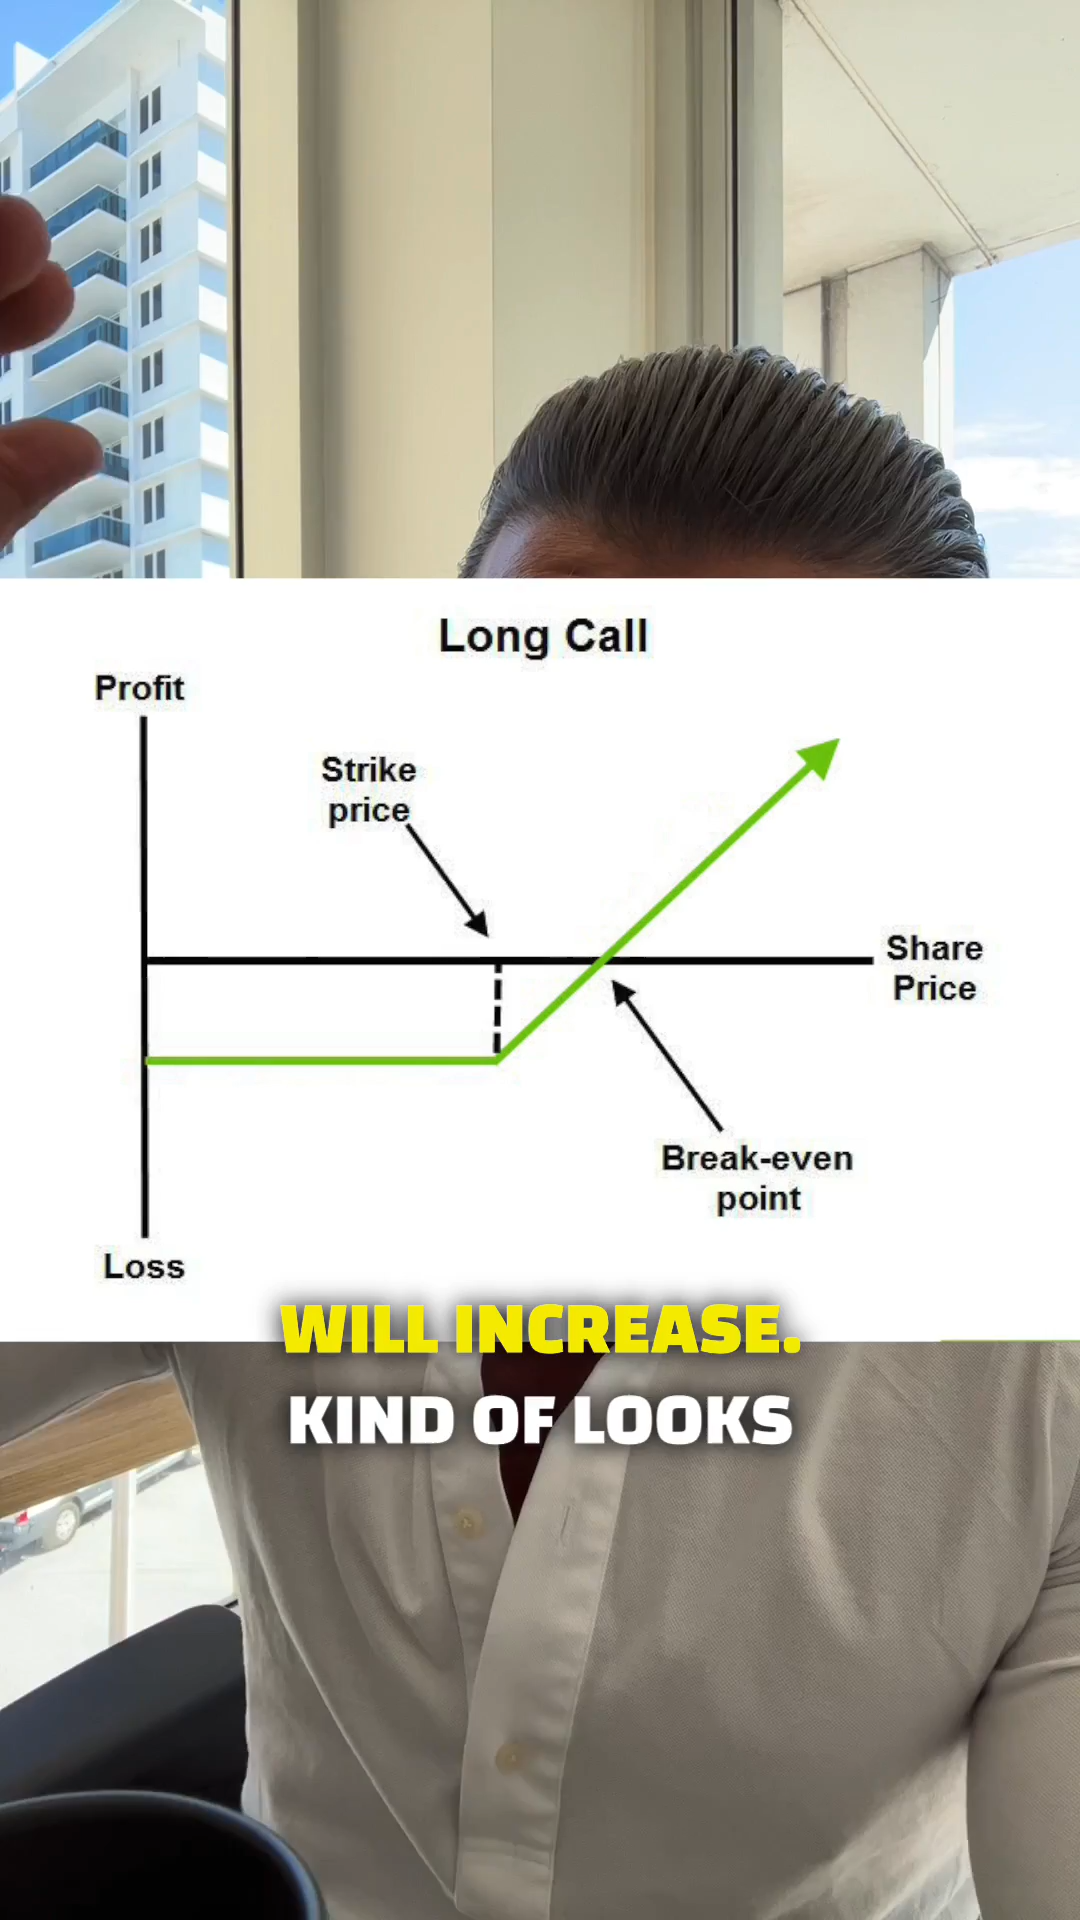 Long Call
Profit
Strike
price
Share
Price
Break-even
point
Loss
WILL INCREASE.
KIND OF LOOKS